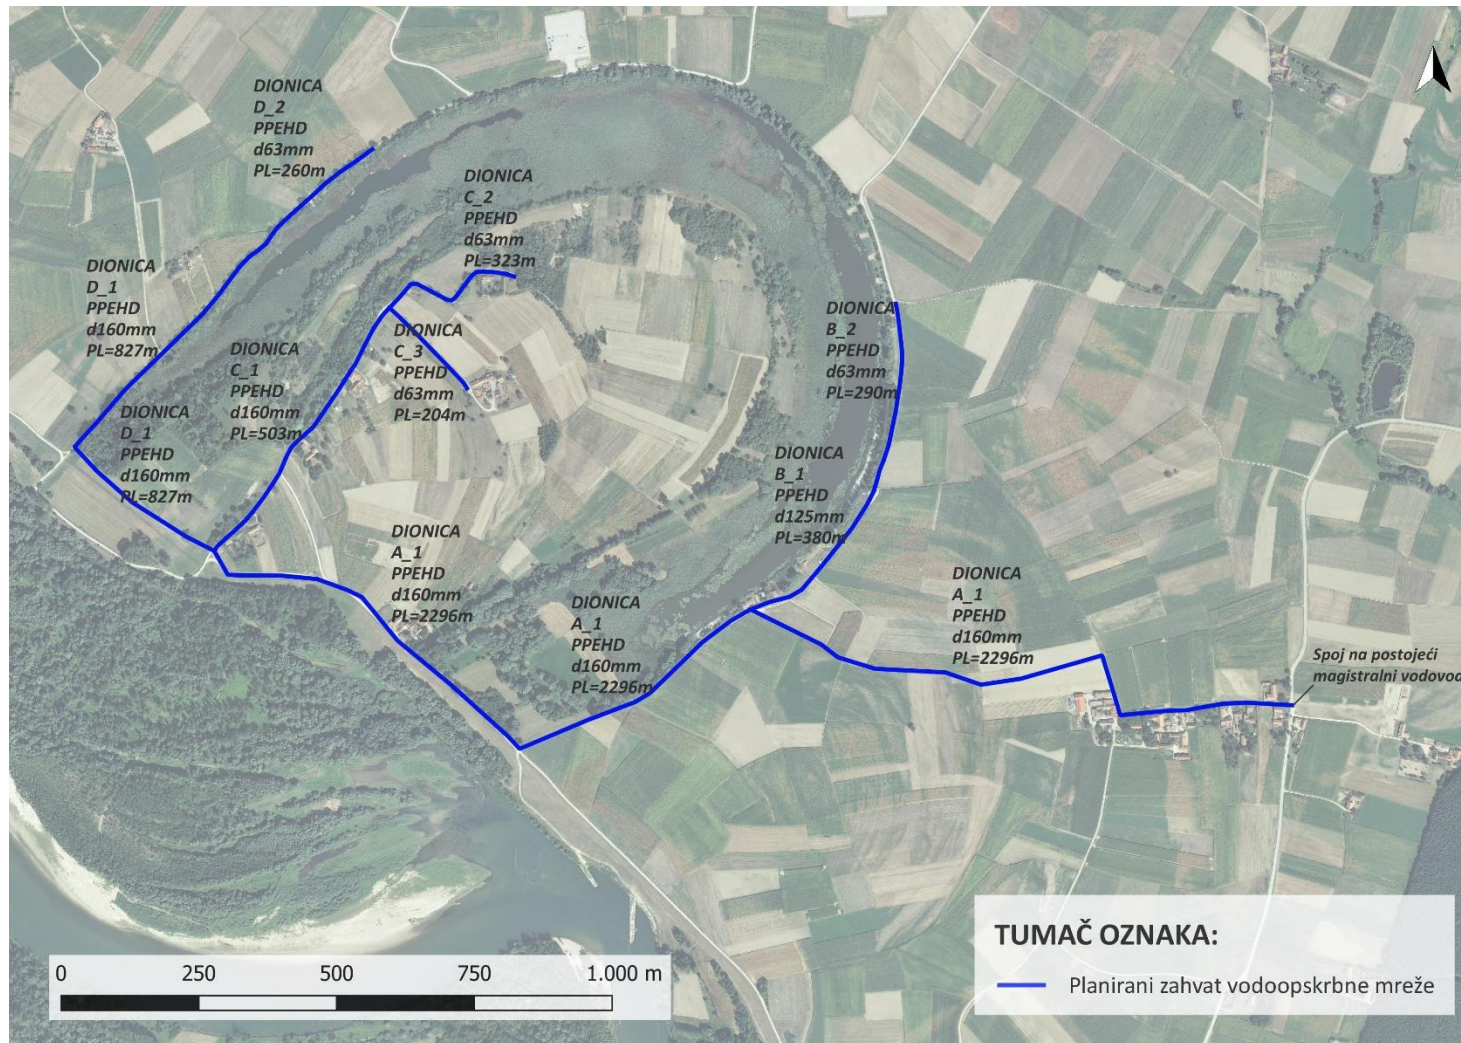 DIONICA
D_2
PPEHD
d63mm
PL=260m
DIONICA
C_2
PPEHD
d63mm
PL=323m
DIONICA
D_1
PPEHD
d160mm
PL=827m
DIONICA
C_1
PPEHD
d160mm
PL=503m
DIONICA
C_3
PPEHD
d63mm
PL=204m
DIONICA
B_2
PPEHD
d63mm
PL=290m
DIONICA
D_1
PPEHD
d160mm
PL=827m
DIONICA
B_1
PPEHD
d125mm
PL=380m
DIONICA
A_1
PPEHD
d160mm
PL=2296m
DIONICA
A_1
PPEHD
d160mm
PL=2296m
DIONICA
A_1
PPEHD
d160mm
PL=2296m
Spoj na postojeći
magistralni vodovod
TUMAČ OZNAKA:
Planirani zahvat vodoopskrbne mreže
0 250 500 750 1.000 m